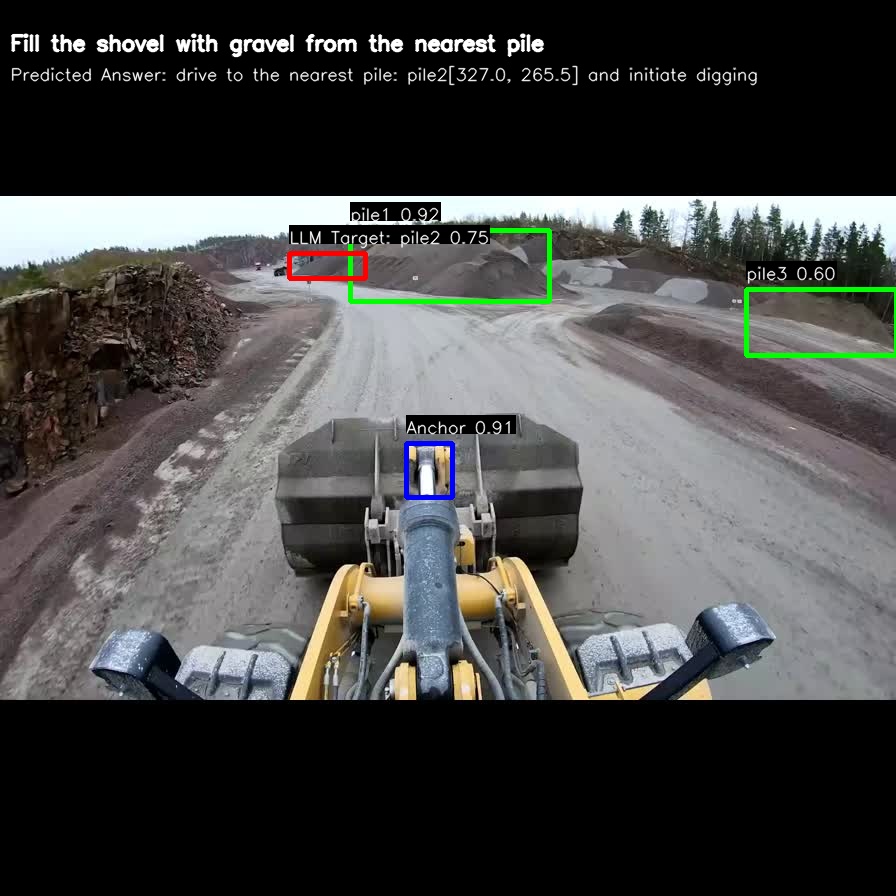 Fill the shovel with gravel from the nearest pile
Predicted Answer: drive to the nearest pile: pile2[327.0, 265.5] and initiate digging
pile1 0.92
LLM Target: pile2 0.75
pile3 0.60
Anchor 0.91